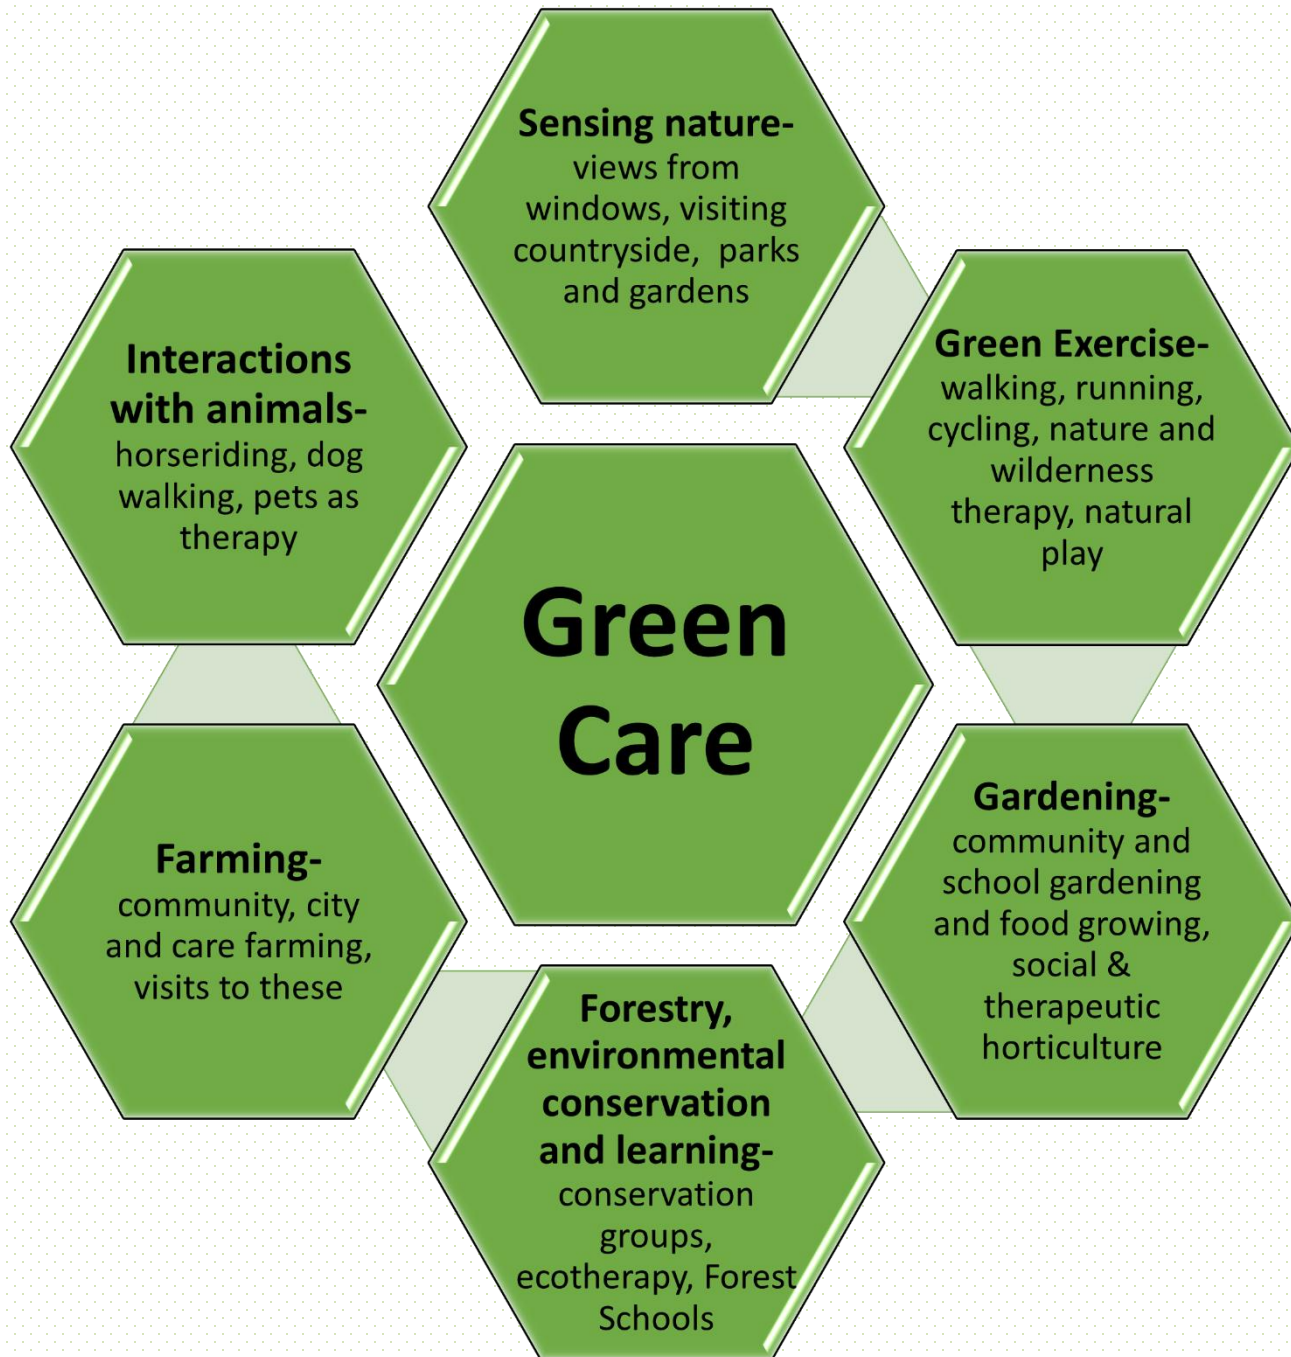 Sensing nature-
views from
windows, visiting
countryside, parks
and gardens
Green Exercise-
walking, running,
cycling, nature and
wilderness
therapy, natural
play
Gardening-
community and
school gardening
and food growing,
social &
therapeutic
horticulture
Forestry,
environmental
conservation
and learning-
conservation
groups,
ecotherapy, Forest
Schools
Farming-
community, city
and care farming,
visits to these
Interactions
with animals-
horseriding, dog
walking, pets as
therapy
Green
Care